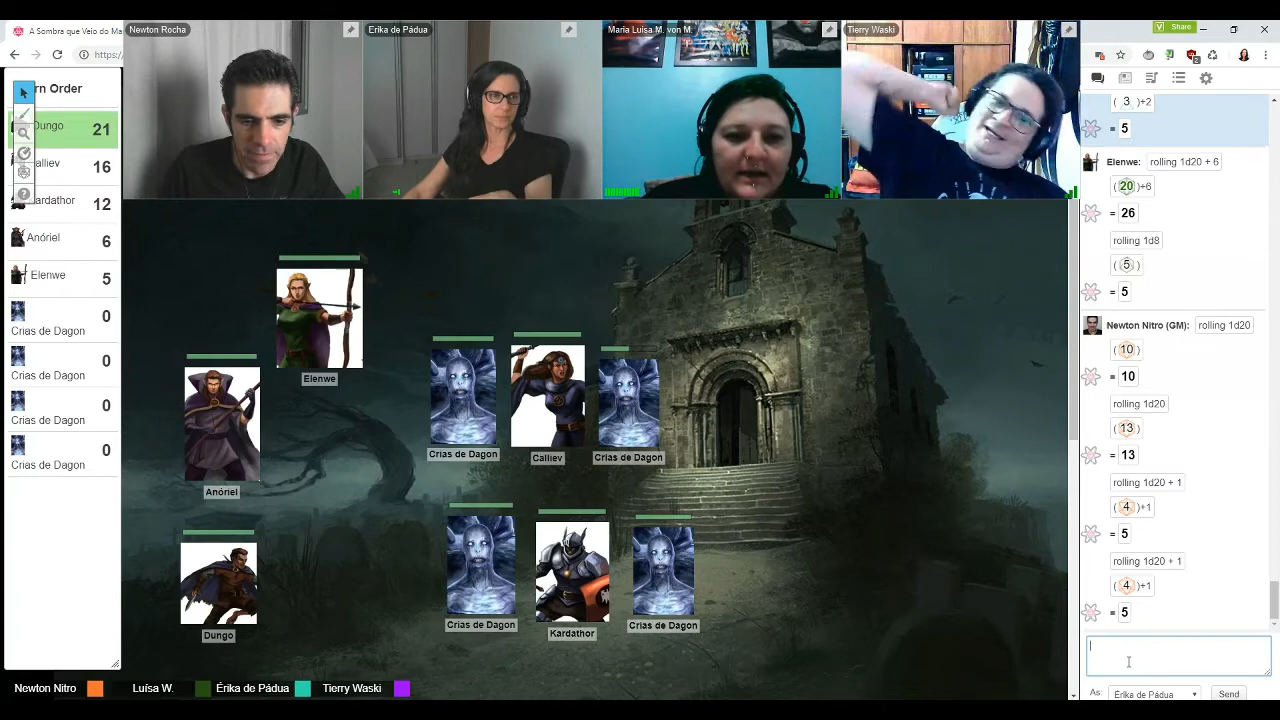 A Sombra que Veio do Ma
Share
https:
rn Order
Dungo 21
alliev 16
ardathor 12
Anóriel 6
Elenwe 5
Crias de Dagon 0
Crias de Dagon 0
Crias de Dagon 0
Crias de Dagon 0
Newton Rocha
Erika de Pádua
Maria Luisa M. von M.
Tierry Waski
Elenwe
Anóriel
Dungo
Crias de Dagon
Calliev
Crias de Dagon
Crias de Dagon
Kardathor
Crias de Dagon
( 3 )+2
= 5
Elenwe: rolling 1d20 + 6
(20)+6
= 26
rolling 1d8
(5)
= 5
Newton Nitro (GM): rolling 1d20
(10)
= 10
rolling 1d20
(13)
= 13
rolling 1d20 + 1
(4)+1
= 5
rolling 1d20 + 1
(4)+1
= 5
As: Érika de Pádua Send
Newton Nitro Luísa W. Érika de Pádua Tierry Waski